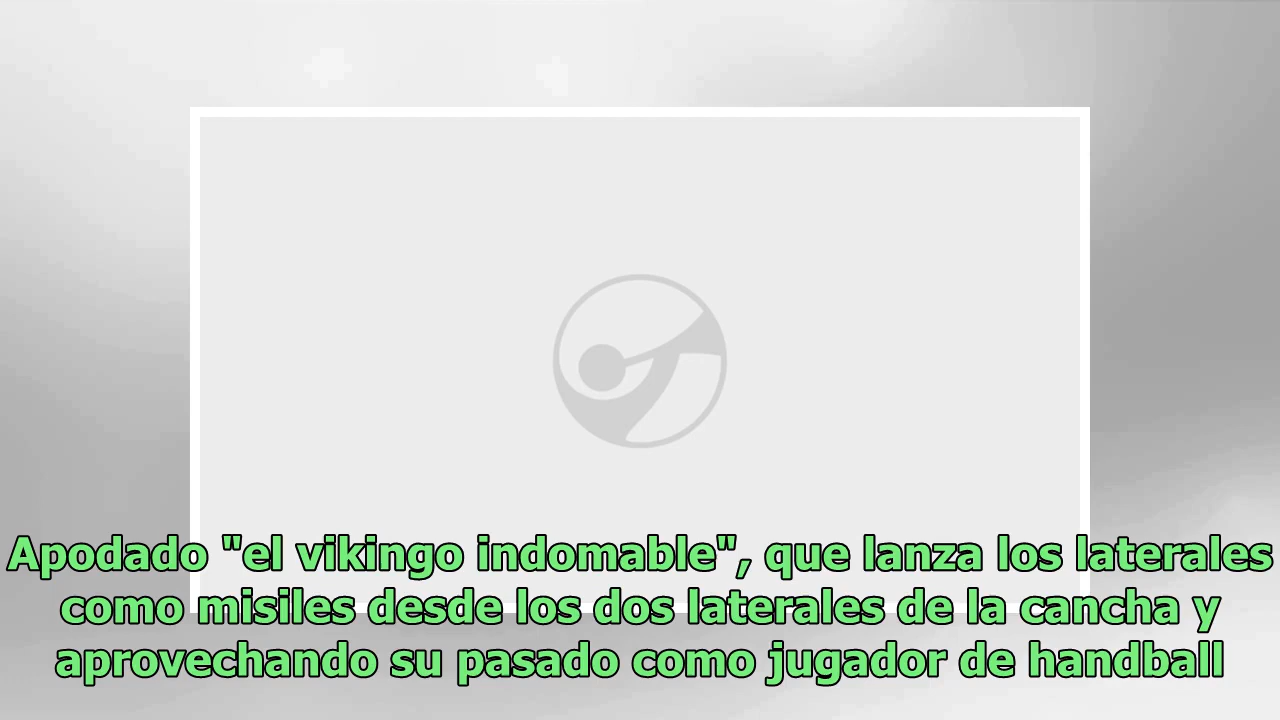 Apodado "el vikingo indomable", que lanza los laterales
como misiles desde los dos laterales de la cancha y
aprovechando su pasado como jugador de handball